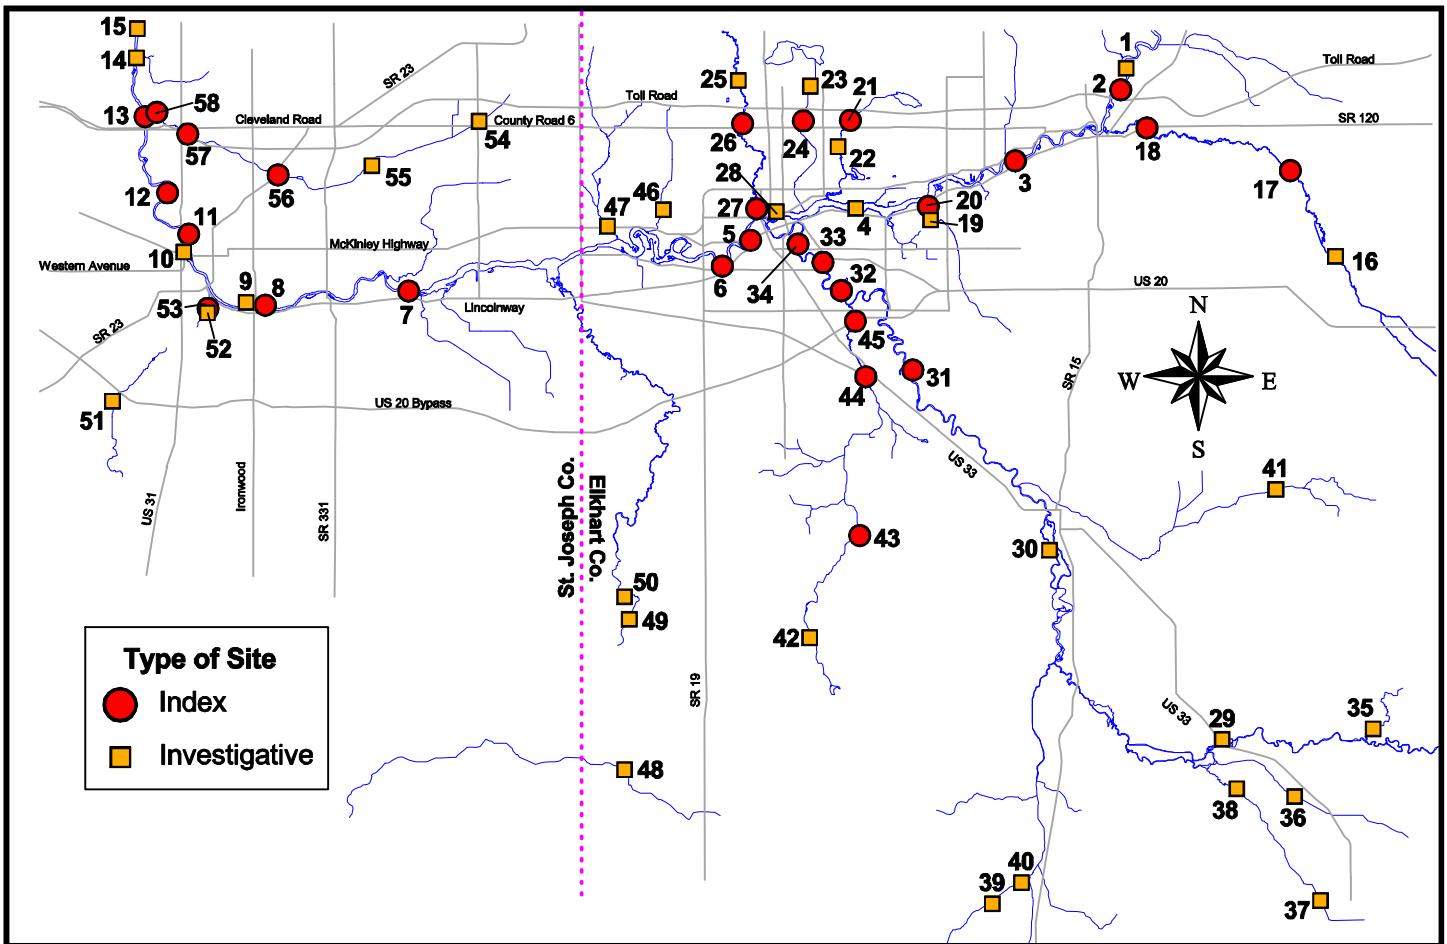 15
14
1
2
SR 23
Toll Road
Toll Road
25
23
21
13
58
Cleveland Road
County Road 6
54
SR 120
57
26
24
22
18
3
55
56
17
12
28
46
47
27
4
20
19
11
McKinley Highway
5
33
10
Western Avenue
6
34
32
16
9
8
7
Lincolnway
US 20
53
52
SR 23
45
N
W
E
S
31
44
SR 15
51
US 20 Bypass
US 33
41
US 31
Ironwood
SR 331
St. Joseph Co.
Elkhart Co.
43
30
50
49
42
Type of Site
Index
Investigative
SR 19
US 33
29
35
48
38
36
40
39
37